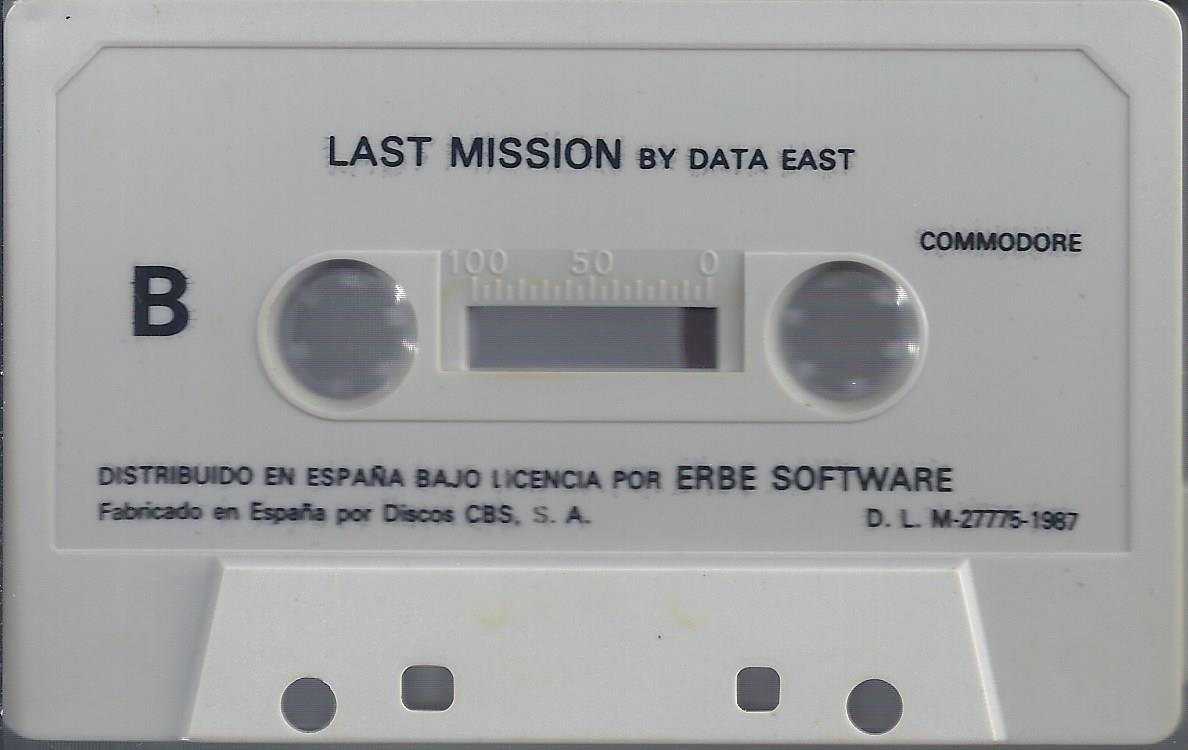 LAST MISSION BY DATA EAST
COMMODORE
B
100 50 0
DISTRIBUIDO EN ESPAÑA BAJO LICENCIA POR ERBE SOFTWARE
Fabricado en España por Discos CBS, S. A.
D. L. M-27775-1987